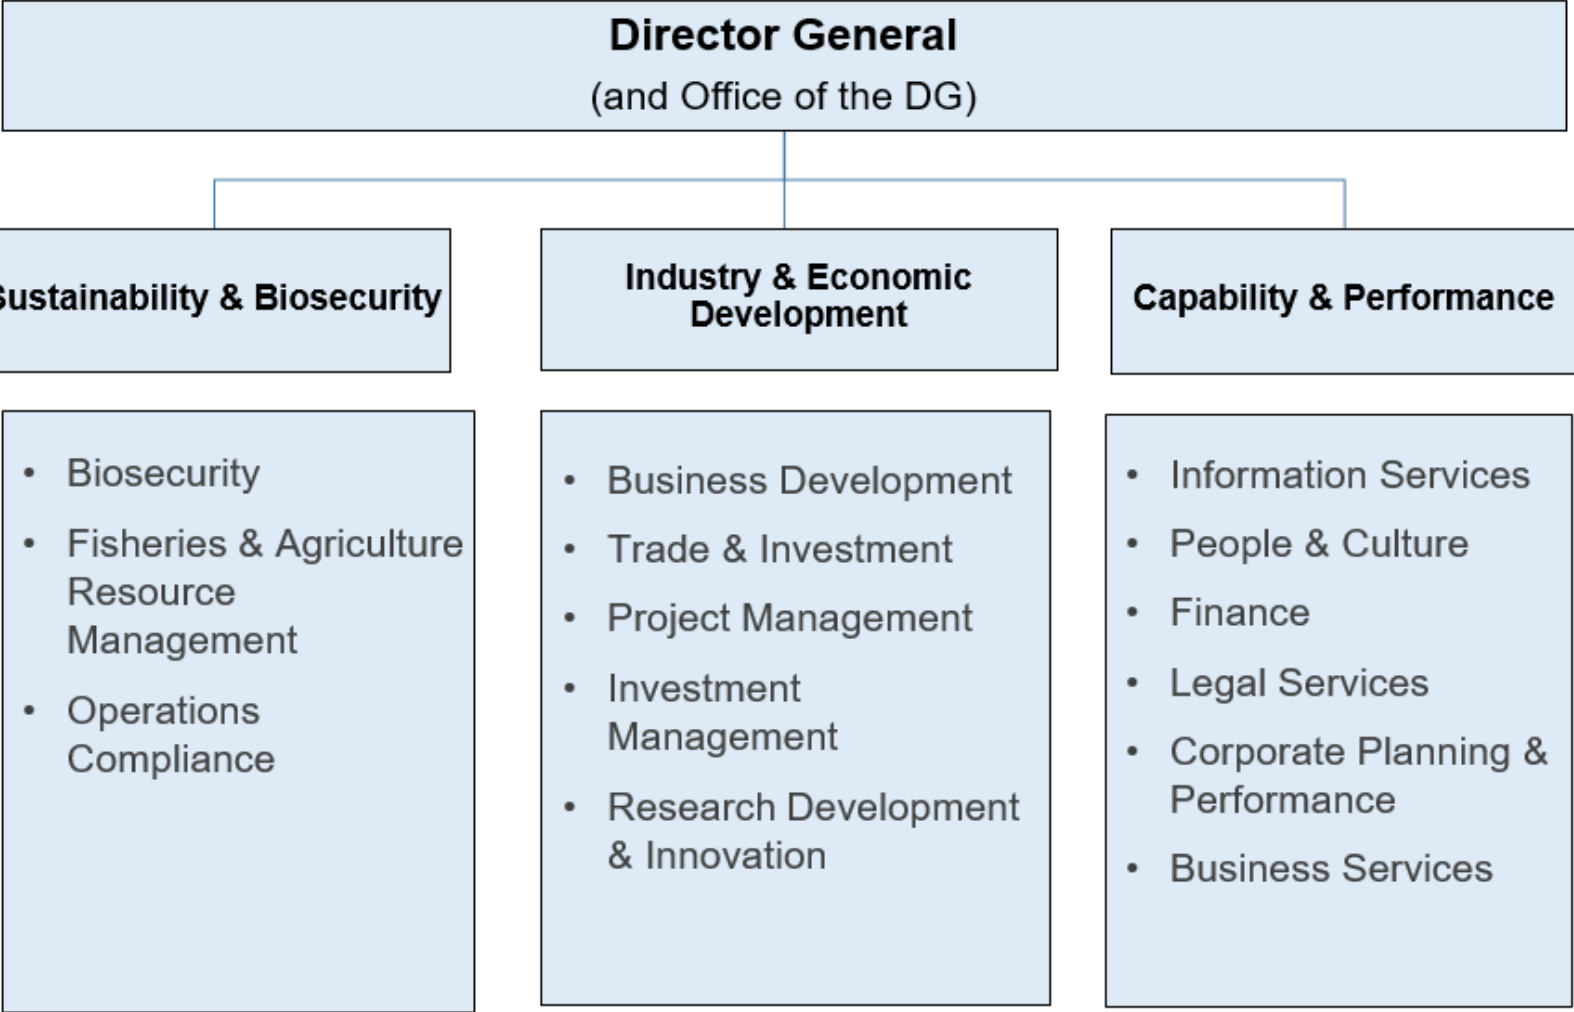 Director General
(and Office of the DG)
Sustainability & Biosecurity
Industry & Economic
Development
Capability & Performance
• Biosecurity
• Fisheries & Agriculture
Resource
Management
• Operations
Compliance
• Business Development
• Trade & Investment
• Project Management
• Investment
Management
• Research Development
& Innovation
• Information Services
• People & Culture
• Finance
• Legal Services
• Corporate Planning &
Performance
• Business Services